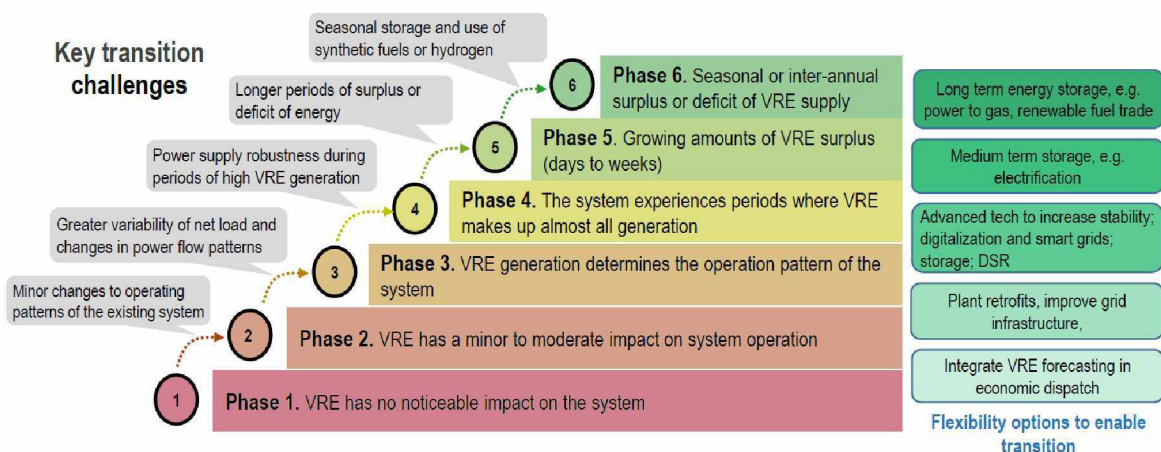 Key transition
challenges
Seasonal storage and use of
synthetic fuels or hydrogen
Longer periods of surplus or
deficit of energy
Power supply robustness during
periods of high VRE generation
Greater variability of net load and
changes in power flow patterns
Minor changes to operating
patterns of the existing system
6
Phase 6. Seasonal or inter-annual
surplus or deficit of VRE supply
5
Phase 5. Growing amounts of VRE surplus
(days to weeks)
4
Phase 4. The system experiences periods where VRE
makes up almost all generation
3
Phase 3. VRE generation determines the operation pattern of the
system
2
Phase 2. VRE has a minor to moderate impact on system operation
1
Phase 1. VRE has no noticeable impact on the system
Long term energy storage, e.g.
power to gas, renewable fuel trade
Medium term storage, e.g.
electrification
Advanced tech to increase stability;
digitalization and smart grids;
storage; DSR
Plant retrofits, improve grid
infrastructure,
Integrate VRE forecasting in
economic dispatch
Flexibility options to enable
transition